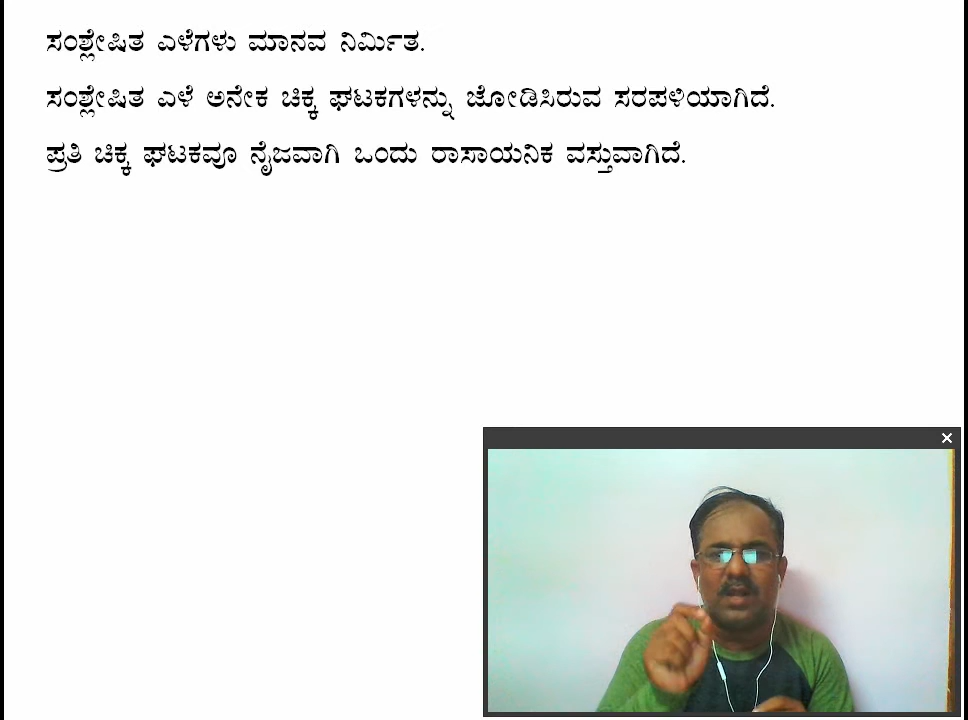 ಸಂಶ್ಲೇಷಿತ ಎಳೆಗಳು ಮಾನವ ನಿರ್ಮಿತ.
ಸಂಶ್ಲೇಷಿತ ಎಳೆ ಅನೇಕ ಚಿಕ್ಕ ಘಟಕಗಳನ್ನು ಜೋಡಿಸಿರುವ ಸರಪಳಿಯಾಗಿದೆ.
ಪ್ರತಿ ಚಿಕ್ಕ ಘಟಕವೂ ನೈಜವಾಗಿ ಒಂದು ರಾಸಾಯನಿಕ ವಸ್ತುವಾಗಿದೆ.